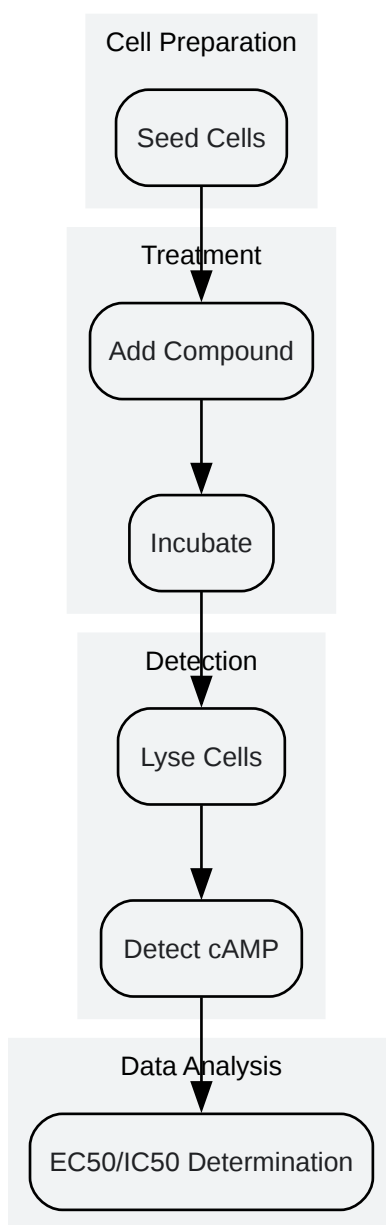 Cell Preparation
Seed Cells
Treatment
Add Compound
Incubate
Detection
Lyse Cells
Detect cAMP
Data Analysis
EC50/IC50 Determination